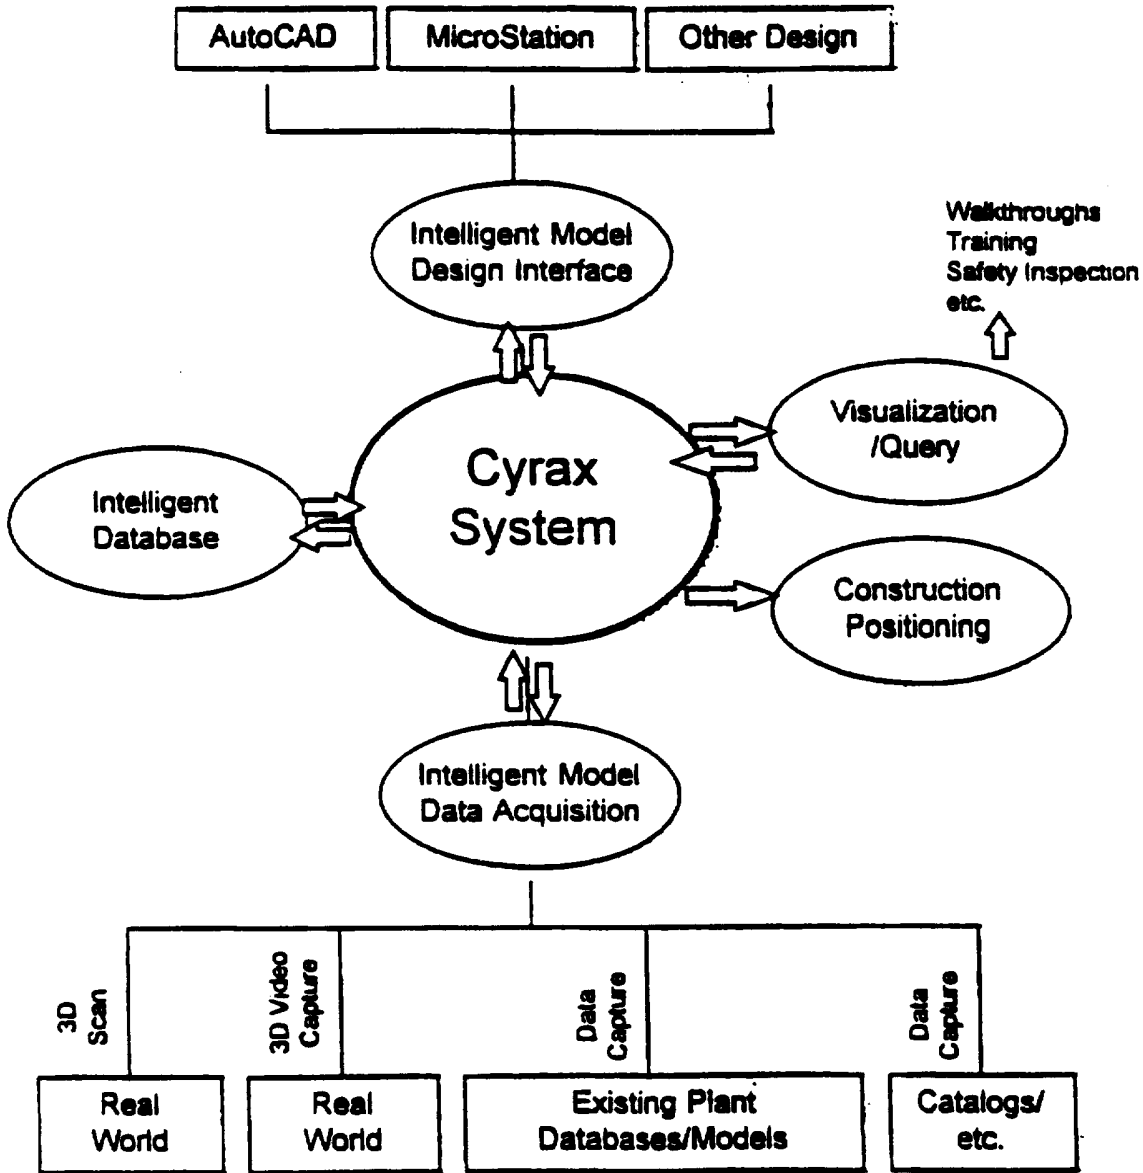 AutoCAD
MicroStation
Other Design
Intelligent Model
Design Interface
Walkthroughs
Training
Safety Inspection
etc.
Visualization
/Query
Cyrax
System
Intelligent
Database
Construction
Positioning
Intelligent Model
Data Acquisition
3D
Scan
3D Video
Capture
Data
Capture
Data
Capture
Real
World
Real
World
Existing Plant
Databases/Models
Catalogs/
etc.